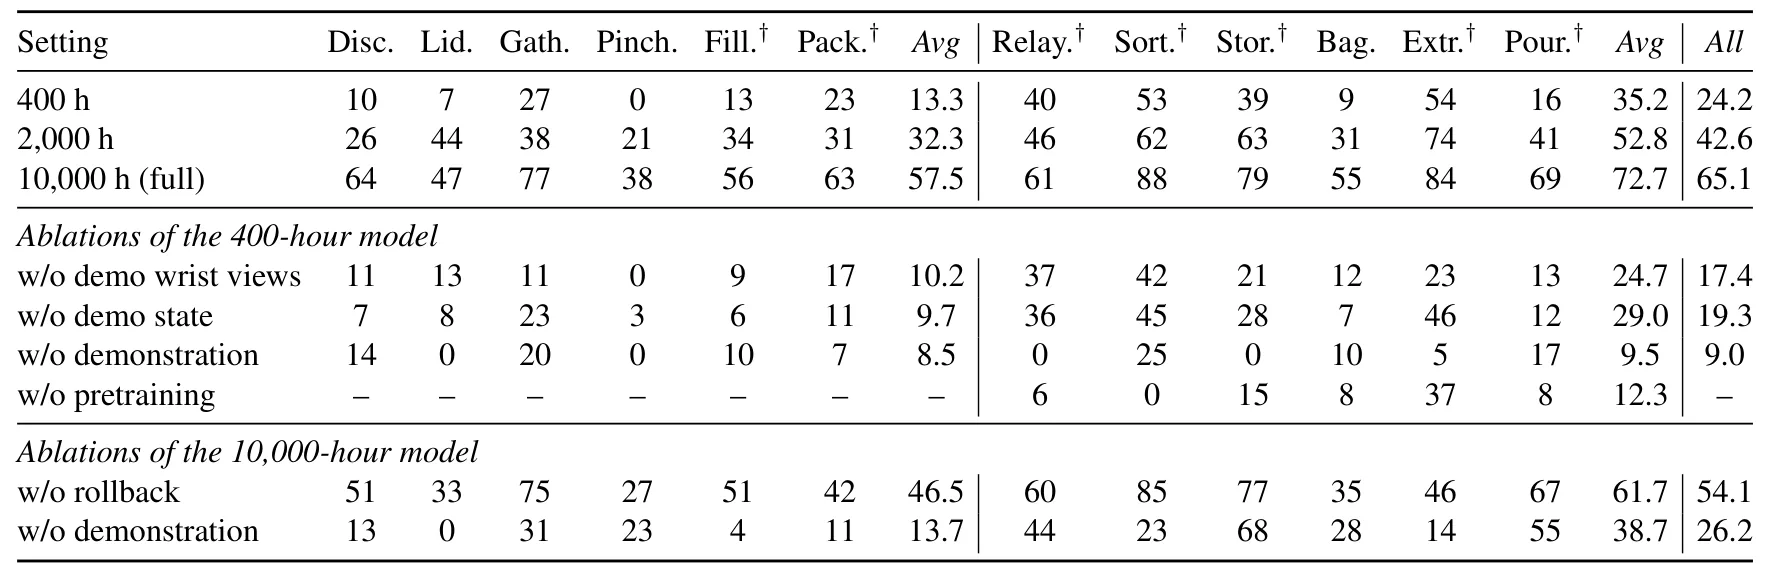 Setting Disc. Lid. Gath. Pinch. Fill.† Pack.† Avg Relay.† Sort.† Stor.† Bag. Extr.† Pour.† Avg All
400 h 10 7 27 0 13 23 13.3 40 53 39 9 54 16 35.2 24.2
2,000 h 26 44 38 21 34 31 32.3 46 62 63 31 74 41 52.8 42.6
10,000 h (full) 64 47 77 38 56 63 57.5 61 88 79 55 84 69 72.7 65.1
Ablations of the 400-hour model
w/o demo wrist views 11 13 11 0 9 17 10.2 37 42 21 12 23 13 24.7 17.4
w/o demo state 7 8 23 3 6 11 9.7 36 45 28 7 46 12 29.0 19.3
w/o demonstration 14 0 20 0 10 7 8.5 0 25 0 10 5 17 9.5 9.0
w/o pretraining – – – – – – – 6 0 15 8 37 8 12.3 –
Ablations of the 10,000-hour model
w/o rollback 51 33 75 27 51 42 46.5 60 85 77 35 46 67 61.7 54.1
w/o demonstration 13 0 31 23 4 11 13.7 44 23 68 28 14 55 38.7 26.2